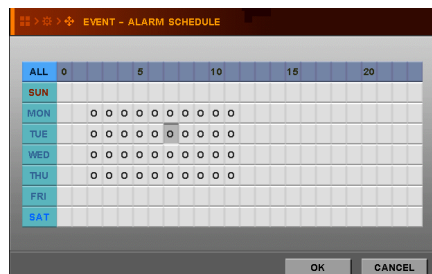 EVENT - ALARM SCHEDULE
ALL 0 5 10 15 20
SUN
MON O O O O O O O O O O
TUE O O O O O O O O O O
WED O O O O O O O O O O
THU O O O O O O O O O O
FRI
SAT
OK CANCEL